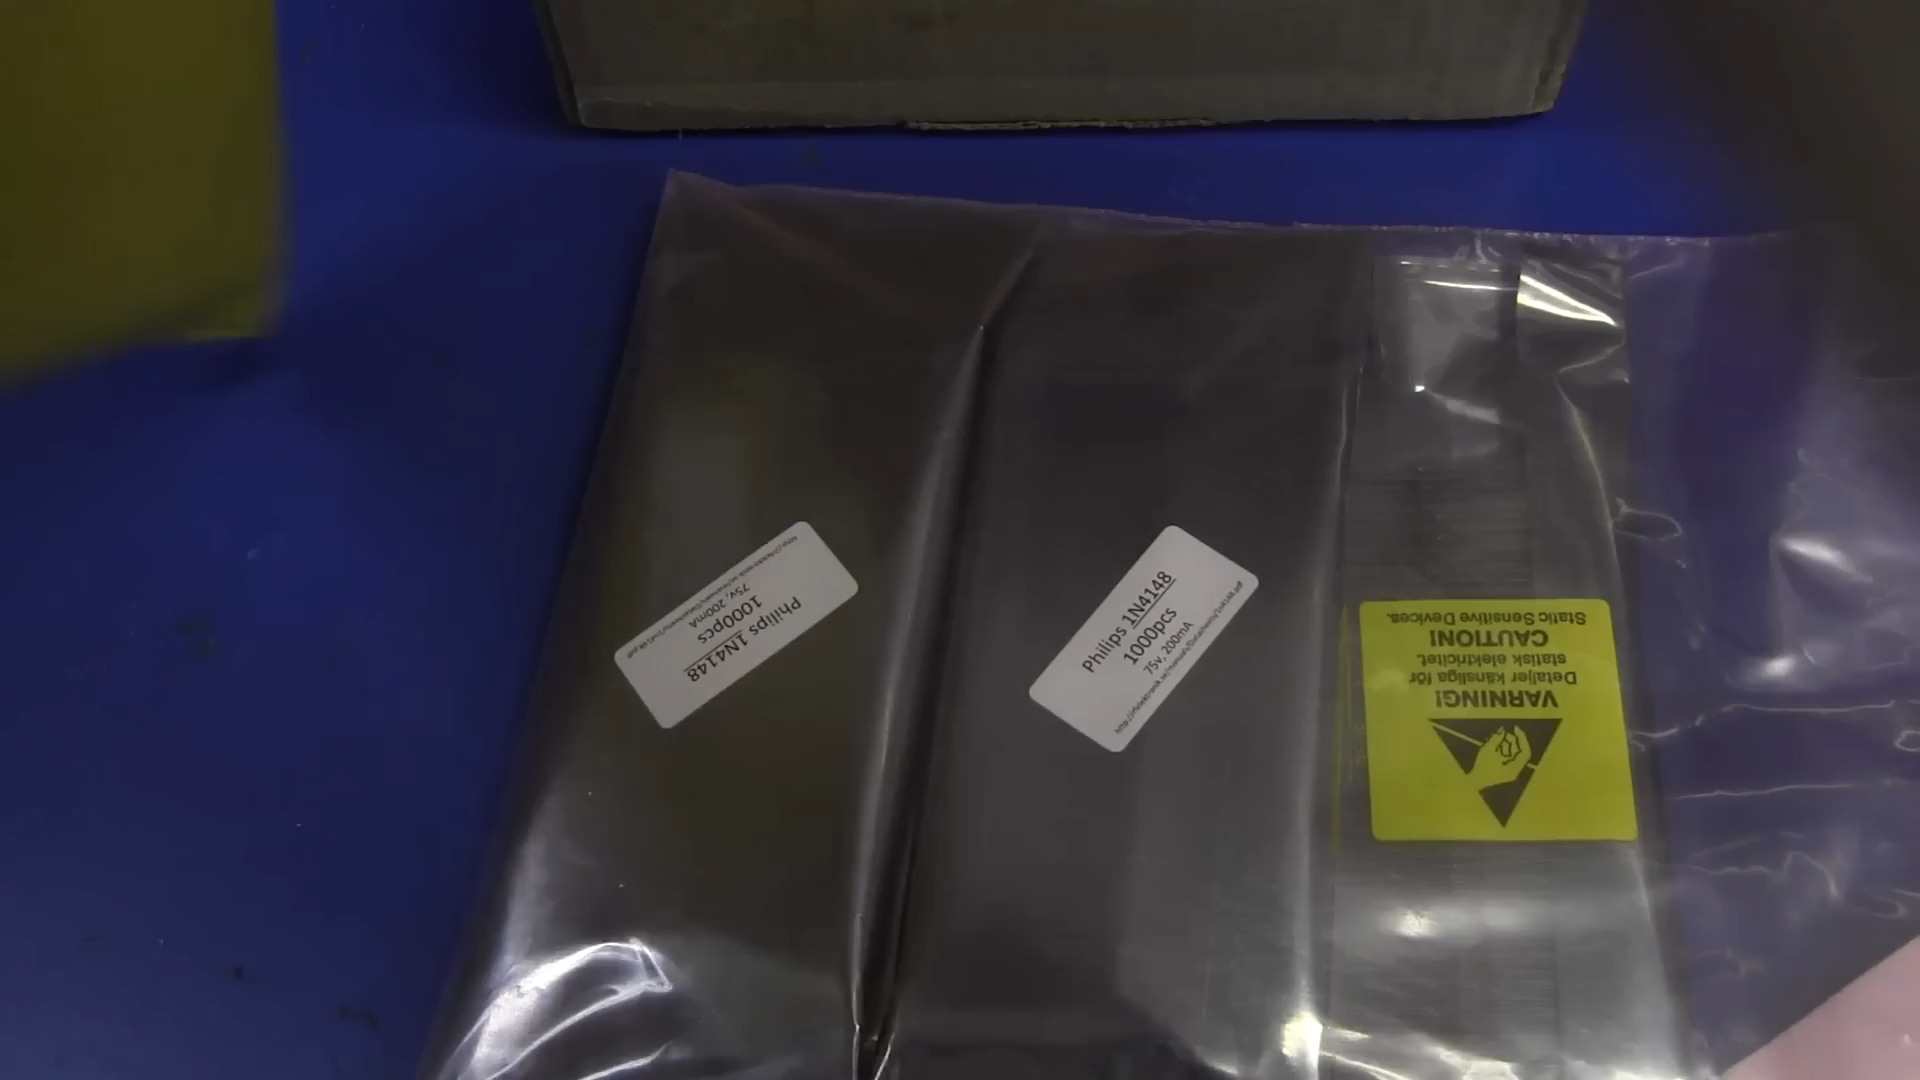 Philips 1N4148
1000pcs
75v, 200mA
Philips 1N4148
1000pcs
75v, 200mA
VARNING!
Detaljer känsliga för
statisk elektricitet.
CAUTION!
Static Sensitive Devices.